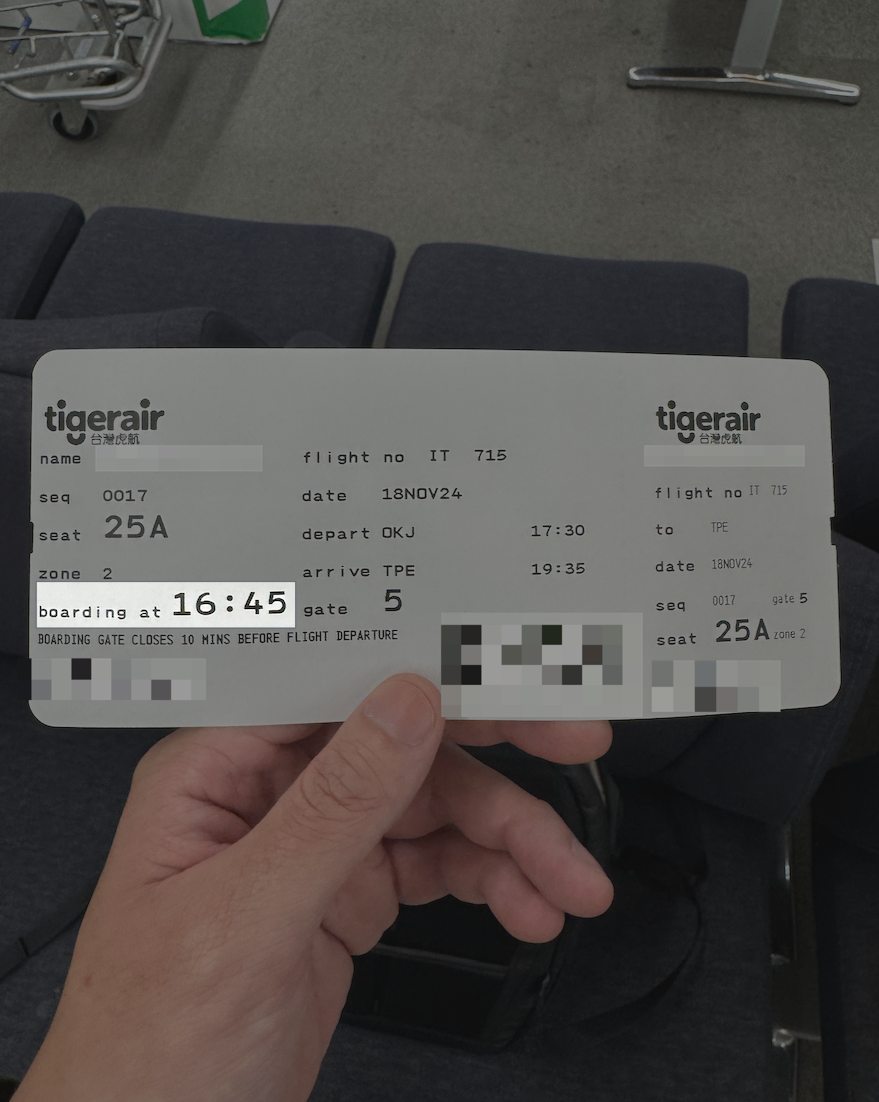 tigerair
台灣虎航
name
seq 0017
seat 25A
zone 2
boarding at 16:45
BOARDING GATE CLOSES 10 MINS BEFORE FLIGHT DEPARTURE
flight no IT 715
date 18NOV24
depart OKJ 17:30
arrive TPE 19:35
gate 5
tigerair
台灣虎航
flight no IT 715
to TPE
date 18NOV24
seq 0017 gate 5
seat 25A zone 2